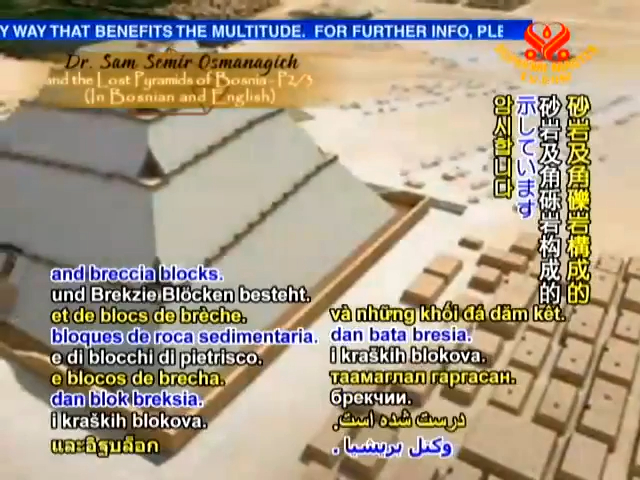 Y WAY THAT BENEFITS THE MULTITUDE. FOR FURTHER INFO, PLE
Dr. Sam Semir Osmanagich
and the Lost Pyramids of Bosnia - P2/3
(In Bosnian and English)
砂岩及角礫岩構成的
砂岩及角砾岩构成的
示しています
암시합니다
and breccia blocks.
und Brekzie Blöcken besteht.
et de blocs de brèche.
bloques de roca sedimentaria.
e di blocchi di pietrisco.
e blocos de brecha.
dan blok breksia.
i kraških blokova.
และอิฐบล็อก
và những khối đá dăm kết.
dan bata bresia.
i kraških blokova.
таамаглал гаргасан.
брекчии.
درست شده است.
وكتل بريشيا .